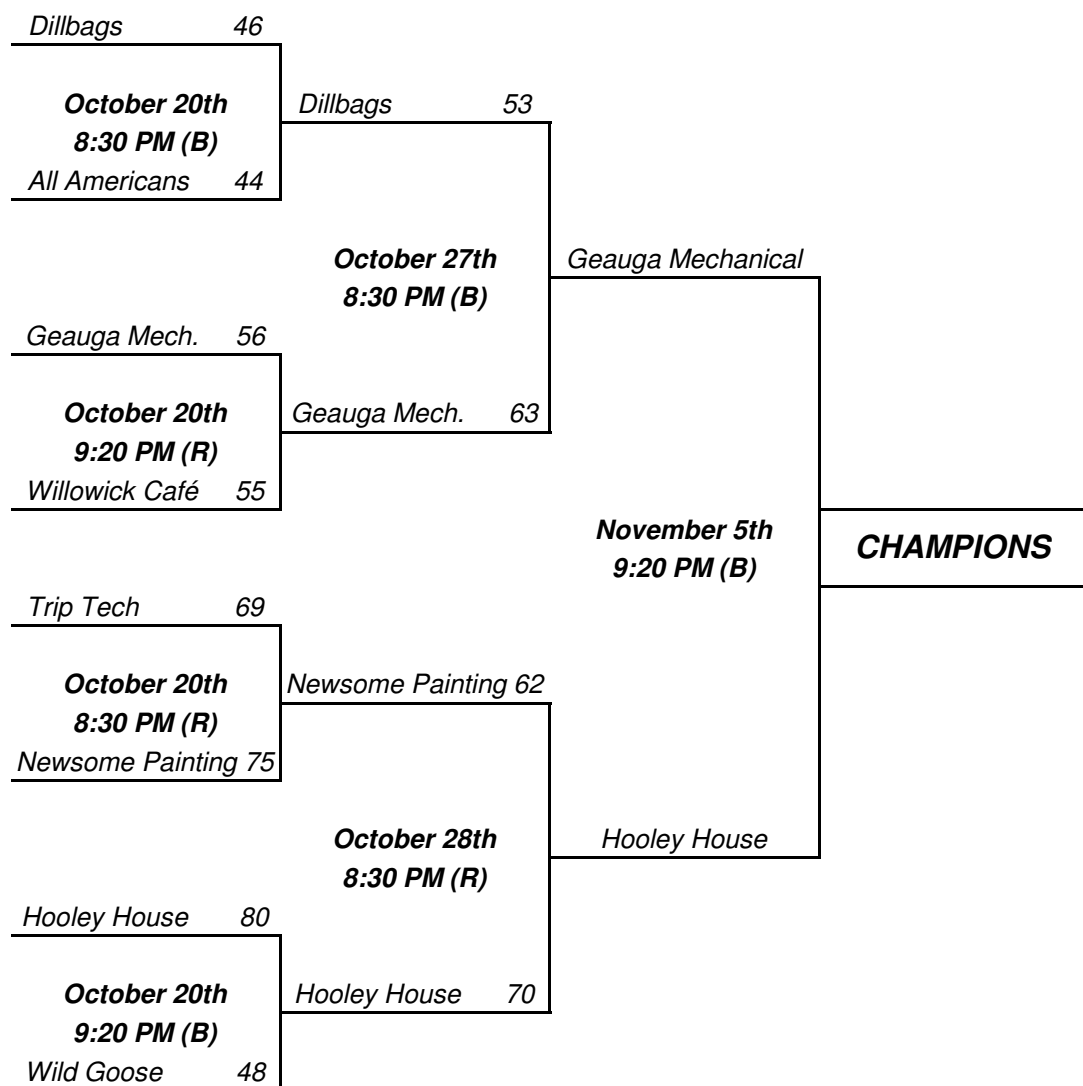 Dillbags 46
October 20th
8:30 PM (B)
All Americans 44
Dillbags 53
October 27th
8:30 PM (B)
Geauga Mechanical
Geauga Mech. 56
October 20th
9:20 PM (R)
Willowick Café 55
Geauga Mech. 63
November 5th
9:20 PM (B)
CHAMPIONS
Trip Tech 69
October 20th
8:30 PM (R)
Newsome Painting 75
Newsome Painting 62
October 28th
8:30 PM (R)
Hooley House
Hooley House 80
October 20th
9:20 PM (B)
Wild Goose 48
Hooley House 70